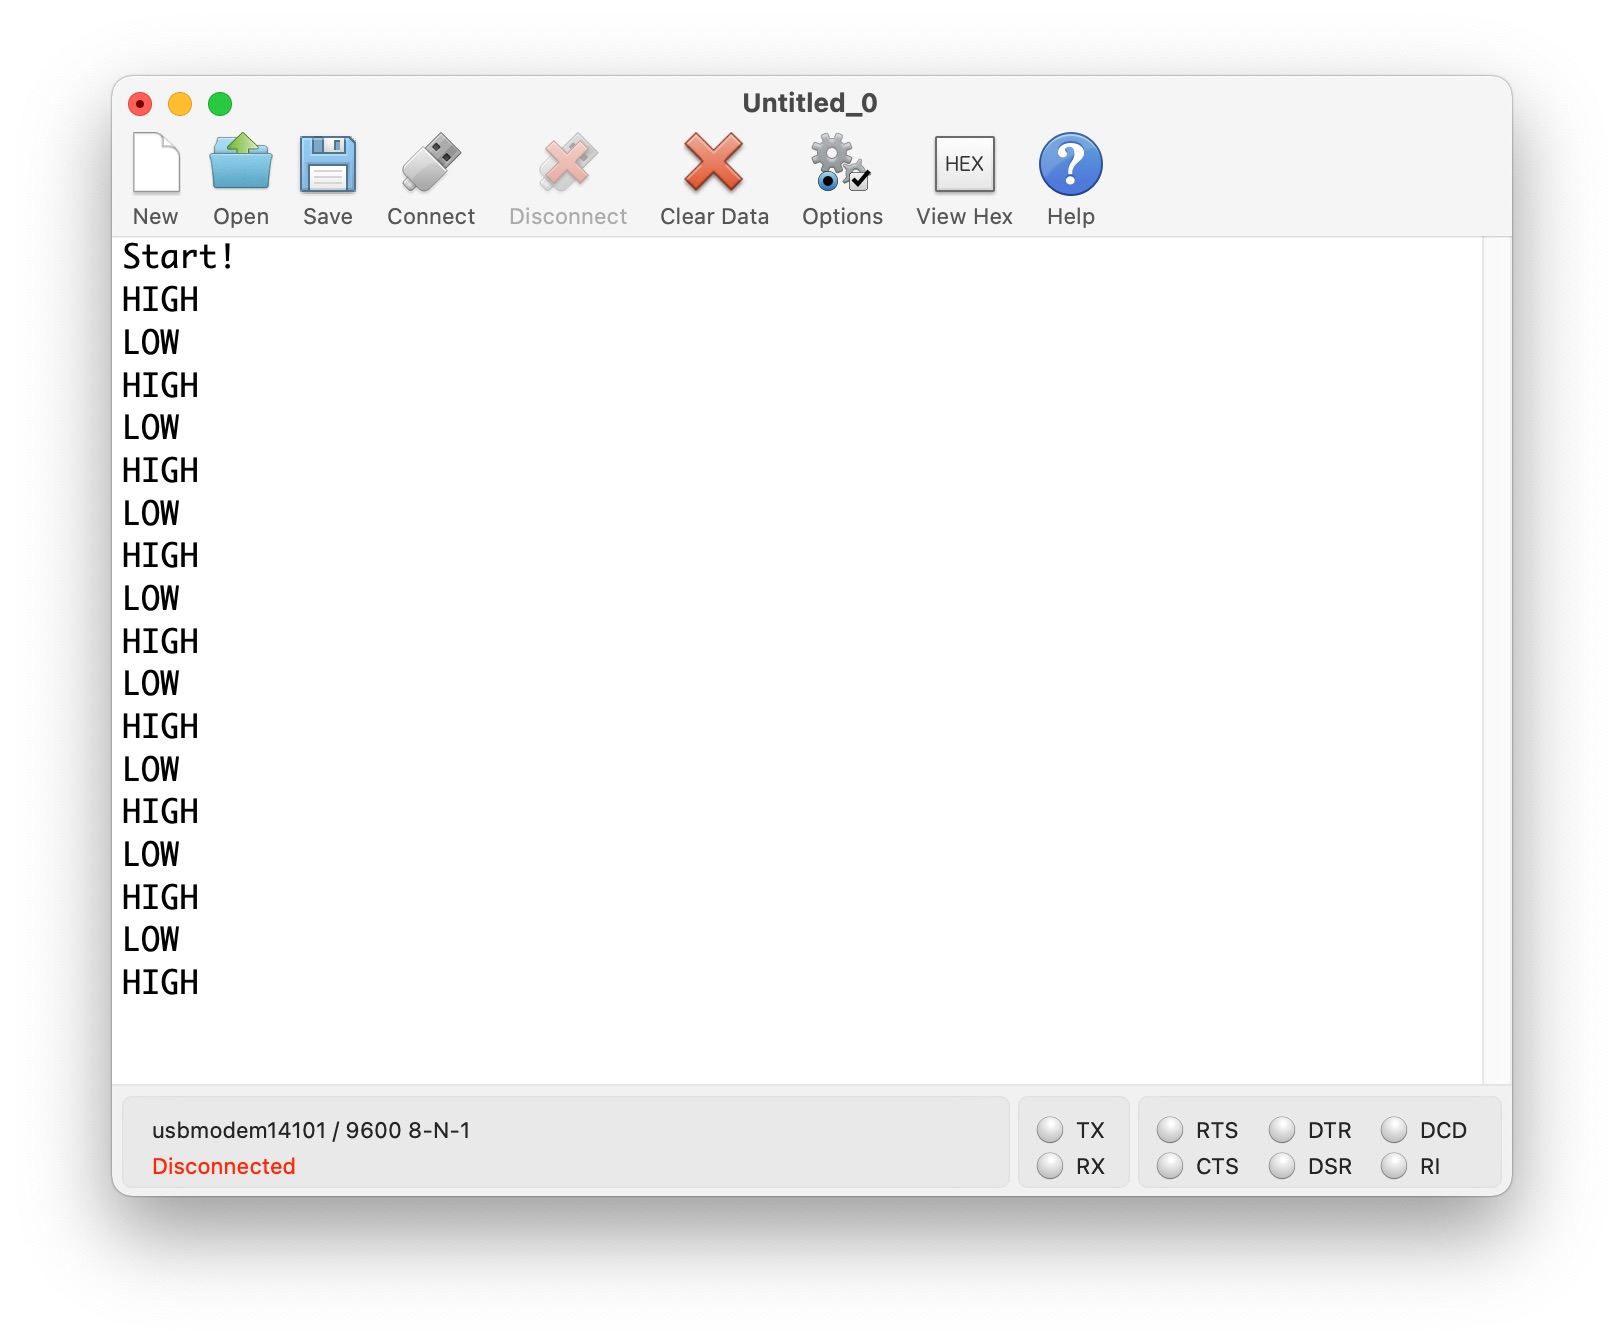 Untitled_0
New Open Save Connect Disconnect Clear Data Options View Hex Help
HEX
?
Start!
HIGH
LOW
HIGH
LOW
HIGH
LOW
HIGH
LOW
HIGH
LOW
HIGH
LOW
HIGH
LOW
HIGH
LOW
HIGH
usbmodem14101 / 9600 8-N-1
Disconnected
TX
RX
RTS DTR DCD
CTS DSR RI